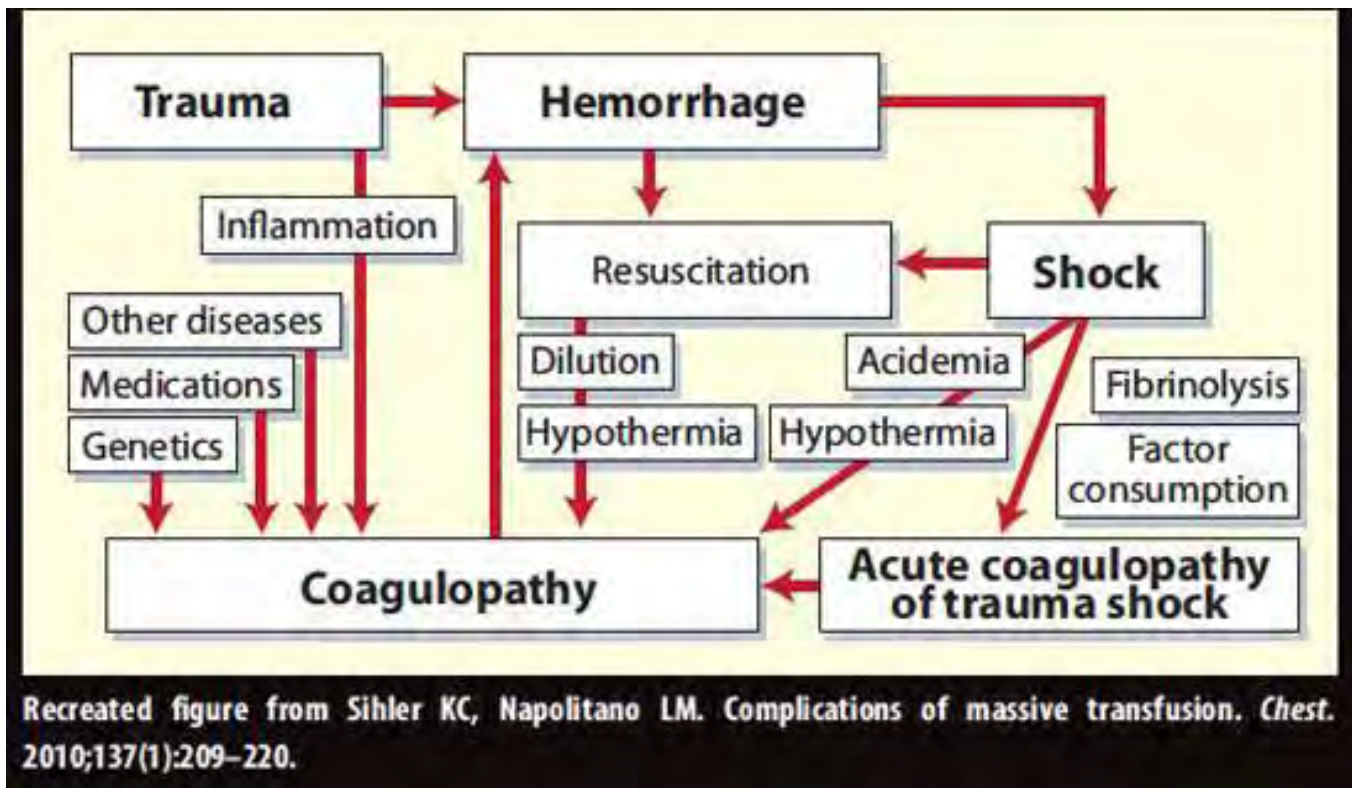 Trauma
Hemorrhage
Inflammation
Resuscitation
Shock
Other diseases
Medications
Genetics
Dilution
Hypothermia
Acidemia
Hypothermia
Fibrinolysis
Factor
consumption
Coagulopathy
Acute coagulopathy
of trauma shock
Recreated figure from Sihler KC, Napolitano LM. Complications of massive transfusion. Chest.
2010;137(1):209–220.